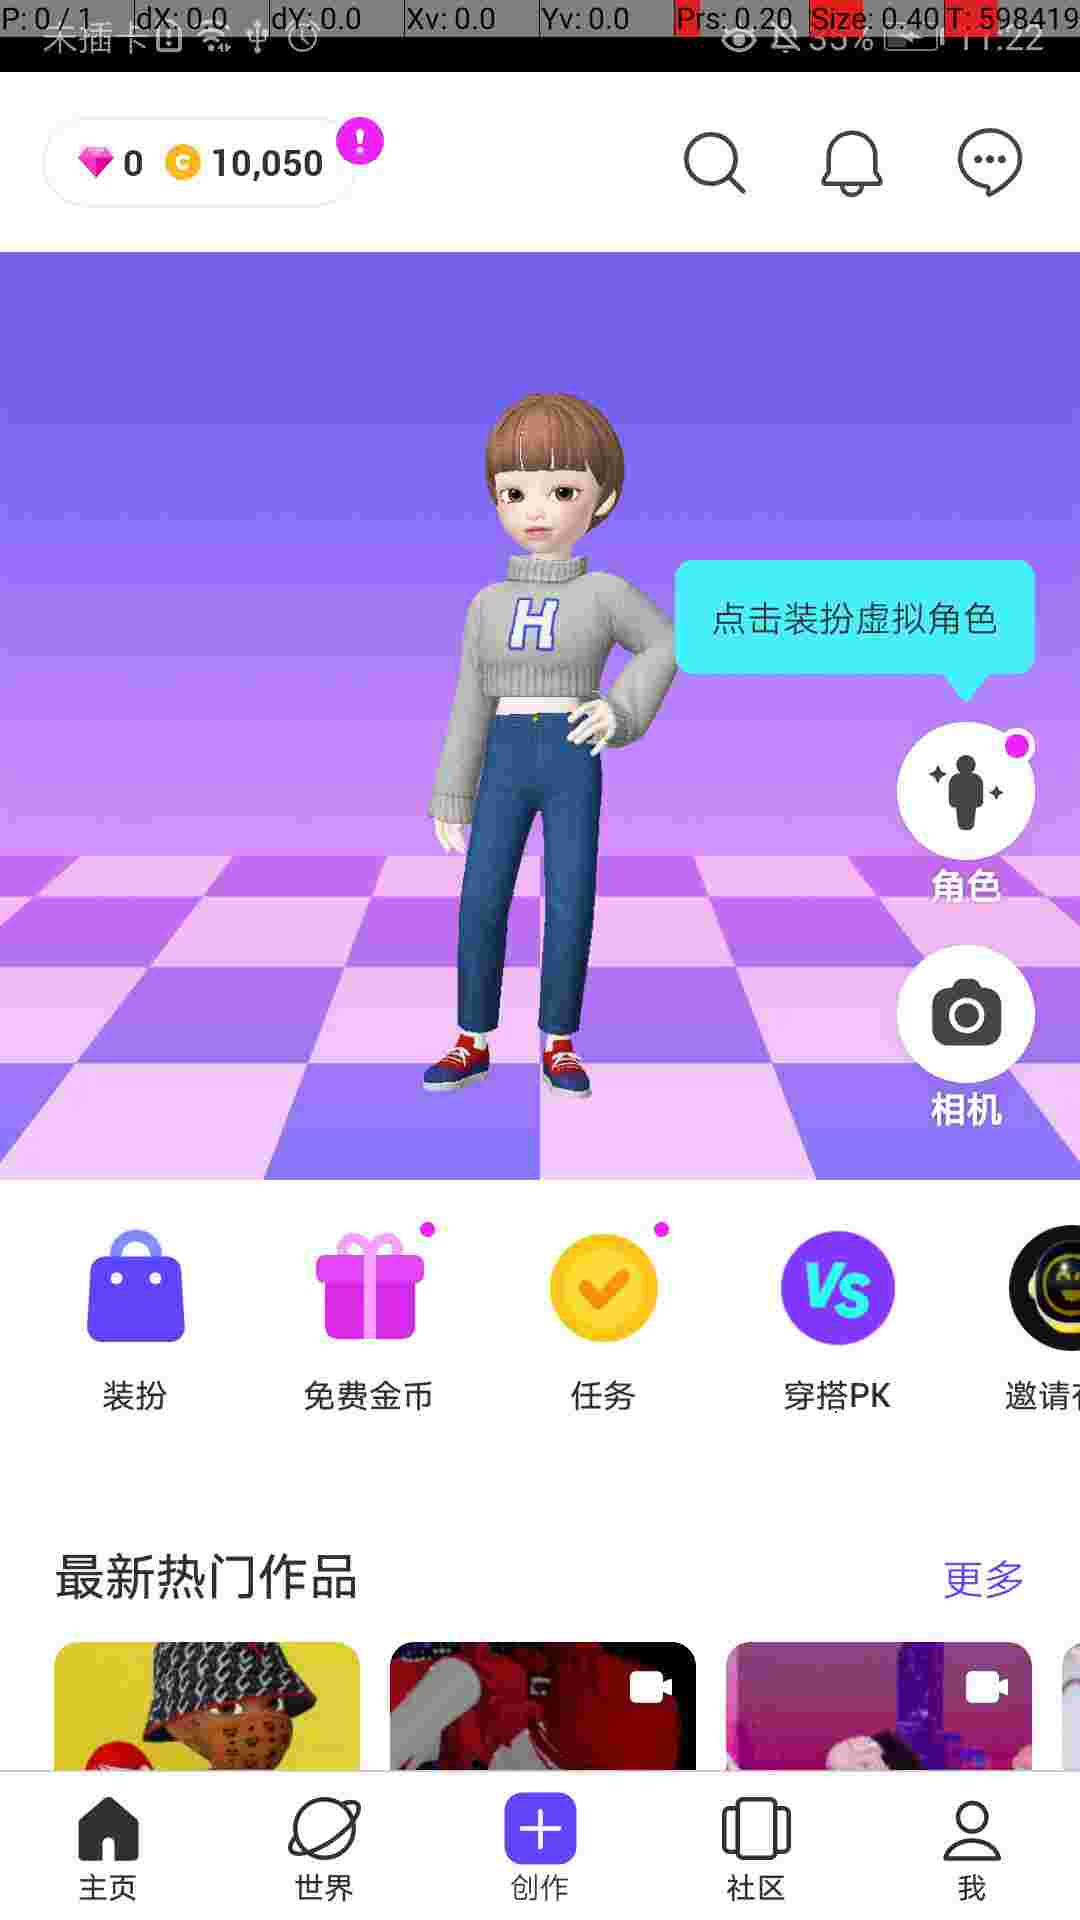 P: 0 / 1 dX: 0.0 dY: 0.0 Xv: 0.0 Yv: 0.0 Prs: 0.20 Size: 0.40 T: 598419
未插卡 33% 11:22
0 C 10,050 !
H
点击装扮虚拟角色
角色
相机
VS
装扮 免费金币 任务 穿搭PK 邀请
最新热门作品 更多
主页 世界 创作 社区 我